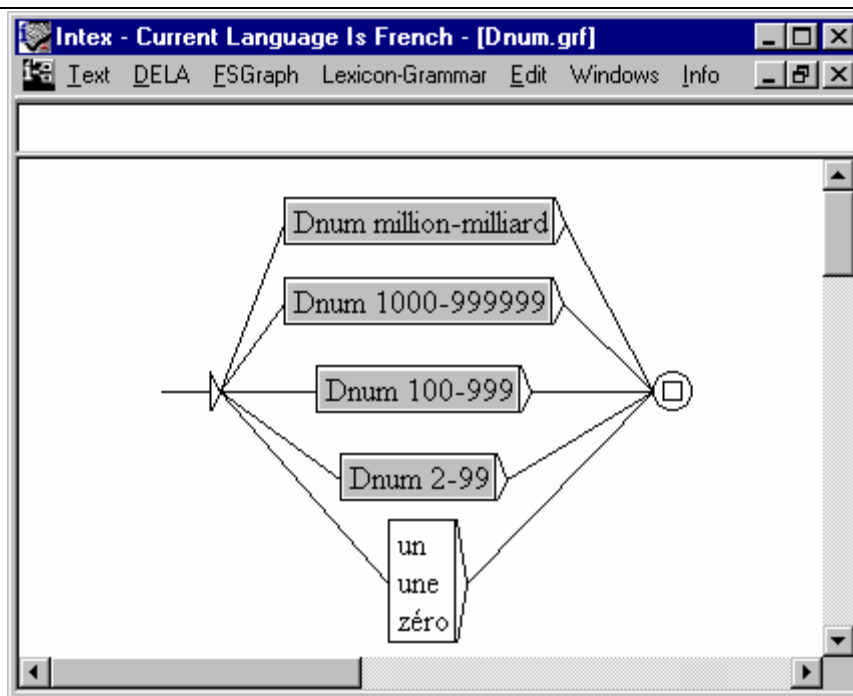 Intex - Current Language Is French - [Dnum.grf]
Text DELA FSGraph Lexicon-Grammar Edit Windows Info
Dnum million-milliard
Dnum 1000-999999
Dnum 100-999
Dnum 2-99
un
une
zéro